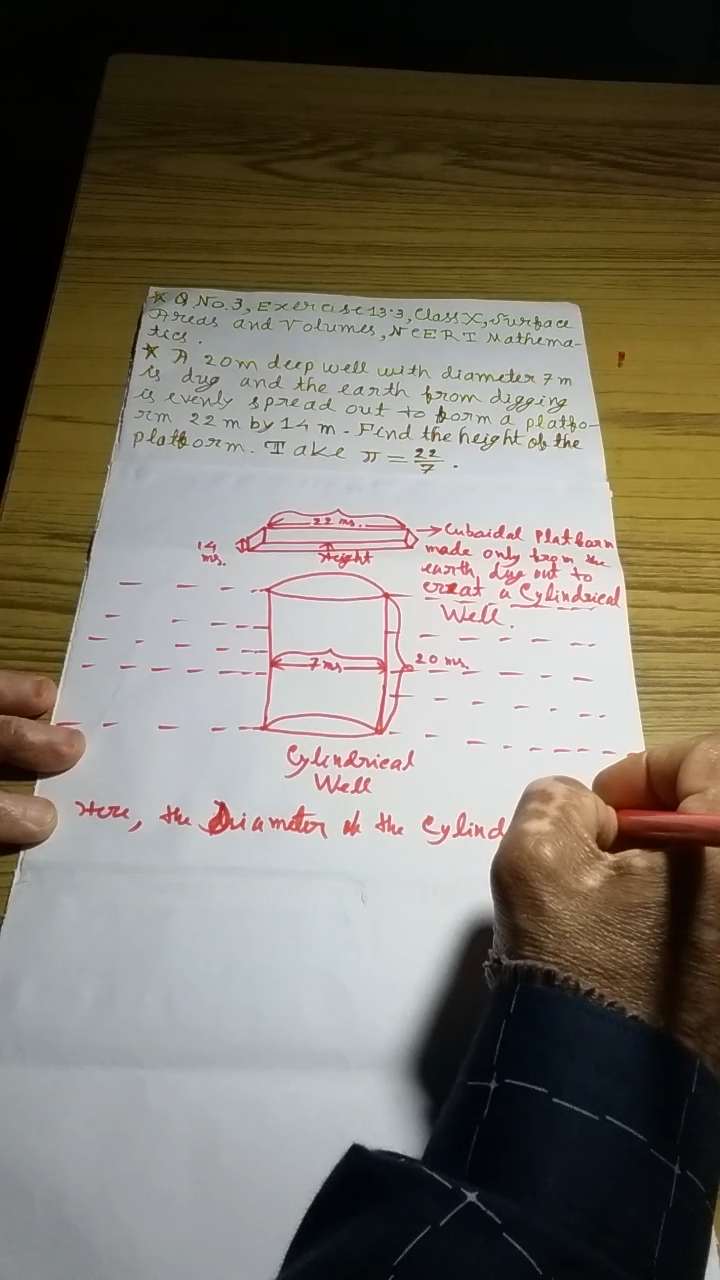 * Q.No.3, Exercise 13.3, Class X, Surface
Areas and Volumes, NCERT Mathema-
tics.
* A 20m deep well with diameter 7m
is dug and the earth from digging
is evenly spread out to form a platfo-
rm 22 m by 14 m. Find the height of the
platform. Take π = 22/7.
22 ms.
14 ms.
Height
→ Cuboidal Platform
made only from the
earth, dug out to
creat a Cylindrical
Well.
7 ms.
20 ms.
Cylindrical
Well
Here, the Diameter of the Cylind